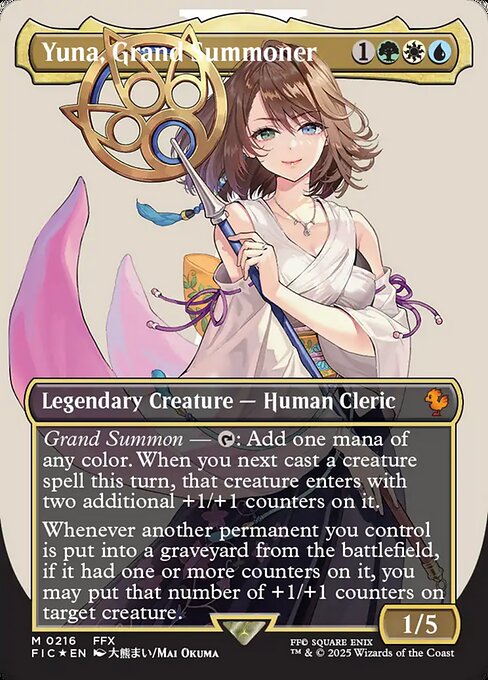 Yuna, Grand Summoner 1
Legendary Creature — Human Cleric
Grand Summon — : Add one mana of
any color. When you next cast a creature
spell this turn, that creature enters with
two additional +1/+1 counters on it.
Whenever another permanent you control
is put into a graveyard from the battlefield,
if it had one or more counters on it, you
may put that number of +1/+1 counters on
target creature.
1/5
M 0216 FFX
FIC★EN 大熊まい/Mai Okuma
FF© SQUARE ENIX
™ & © 2025 Wizards of the Coast